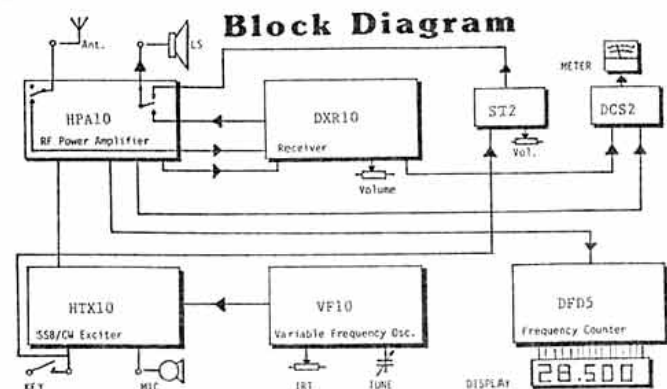 Block Diagram
Ant.
LS
METER
HPA10
RF Power Amplifier
DXR10
Receiver
Volume
ST2
Vol.
DCS2
HTX10
SSB/CW Exciter
VF10
Variable Frequency Osc.
DFD5
Frequency Counter
KEY
MIC
IRT
TUNE
DISPLAY
28.500